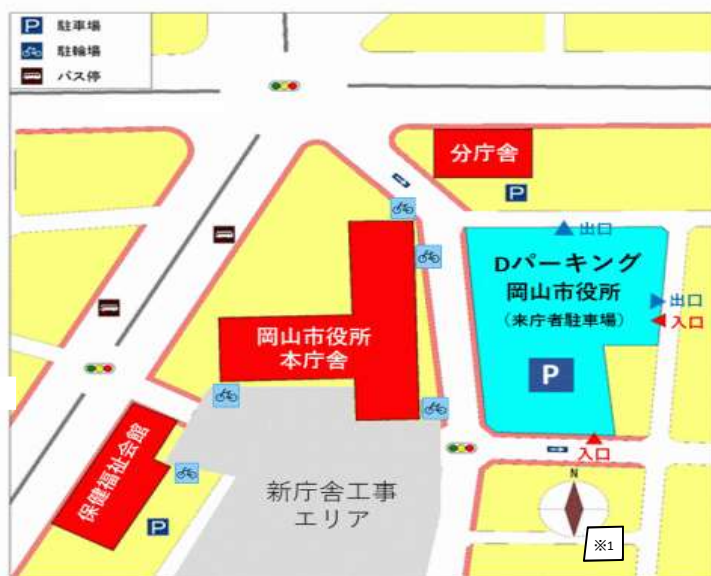 P 駐車場
駐輪場
バス停
分庁舎
P
出口
Dパーキング
岡山市役所
(来庁者駐車場)
出口
入口
P
岡山市役所
本庁舎
入口
保健福祉会館
P
新庁舎工事
エリア
N
※1